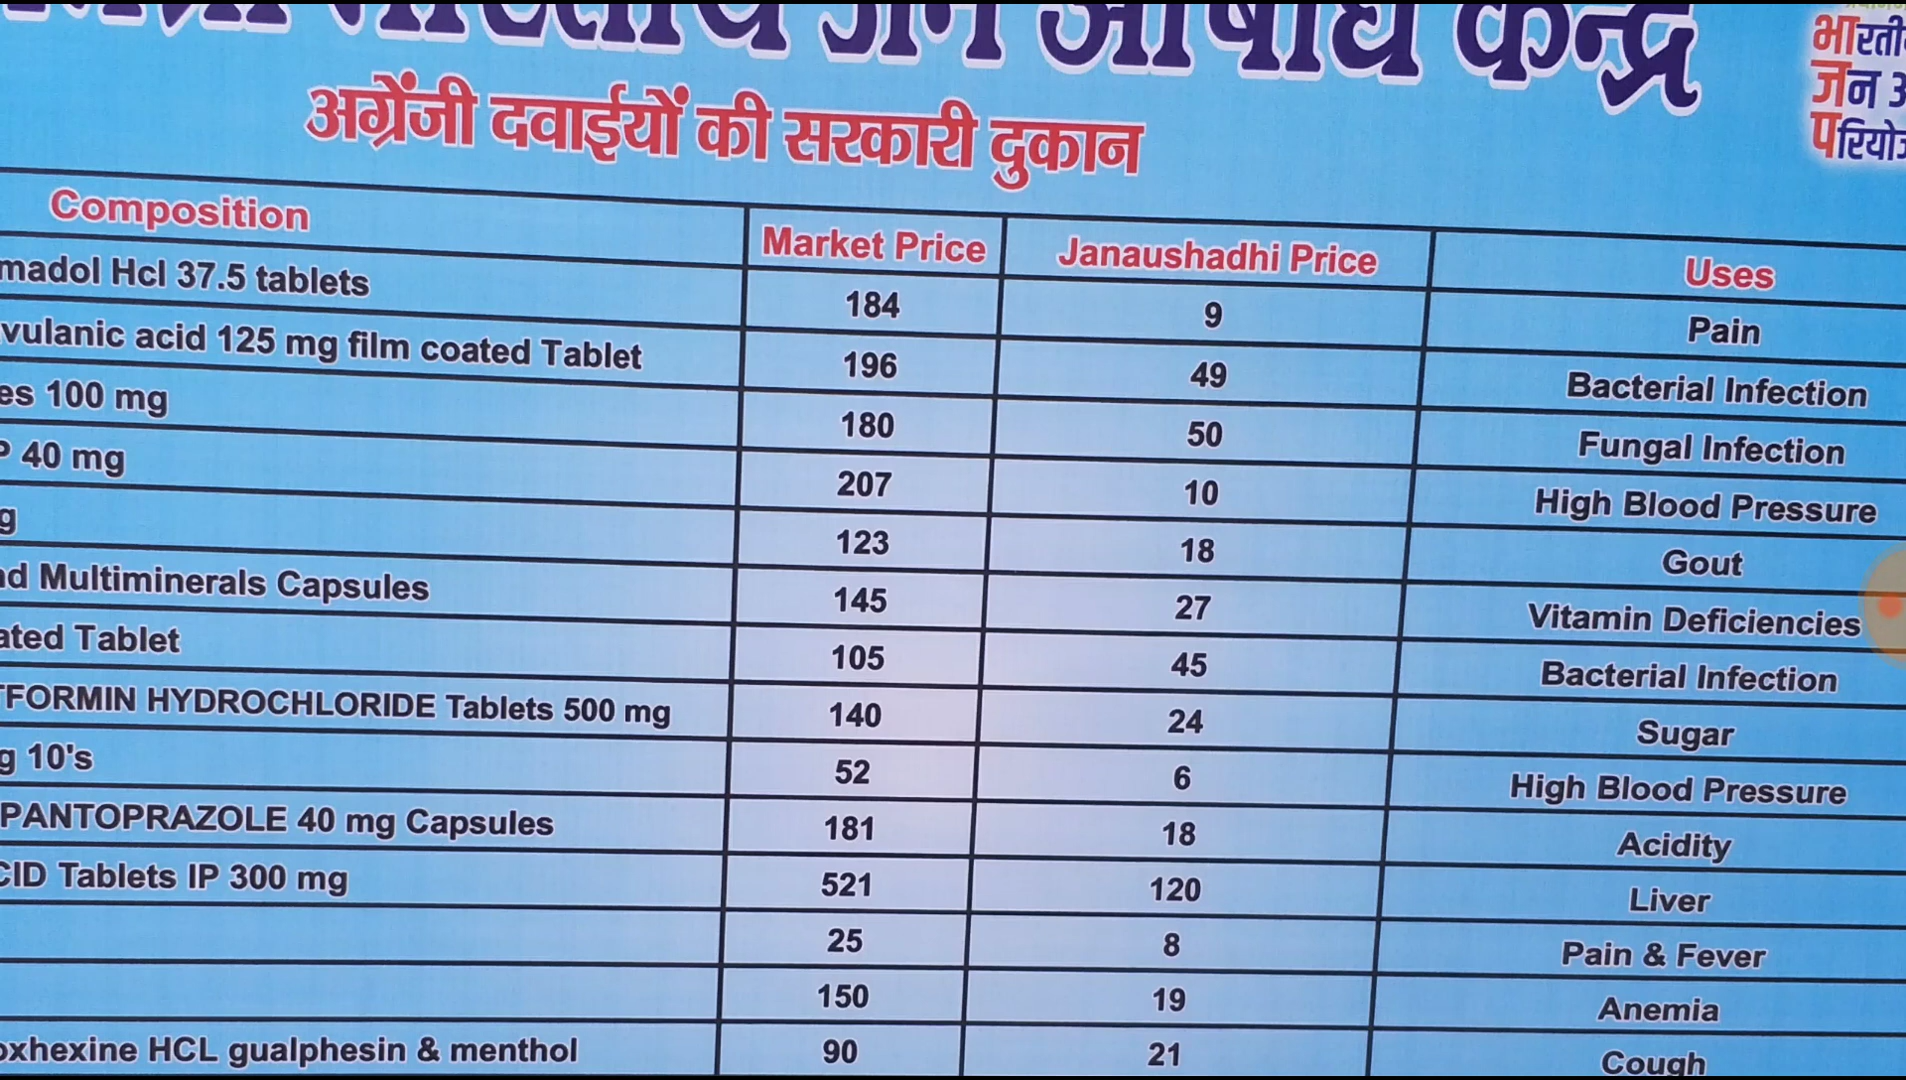 भारतीय जन औषधि केन्द्र
अग्रेंजी दवाईयों की सरकारी दुकान
भारती
जन
परियो
Composition Market Price Janaushadhi Price Uses
madol Hcl 37.5 tablets 184 9 Pain
vulanic acid 125 mg film coated Tablet 196 49 Bacterial Infection
es 100 mg 180 50 Fungal Infection
P 40 mg 207 10 High Blood Pressure
g 123 18 Gout
nd Multiminerals Capsules 145 27 Vitamin Deficiencies
ated Tablet 105 45 Bacterial Infection
TFORMIN HYDROCHLORIDE Tablets 500 mg 140 24 Sugar
g 10's 52 6 High Blood Pressure
PANTOPRAZOLE 40 mg Capsules 181 18 Acidity
CID Tablets IP 300 mg 521 120 Liver
25 8 Pain & Fever
150 19 Anemia
oxhexine HCL gualphesin & menthol 90 21 Cough